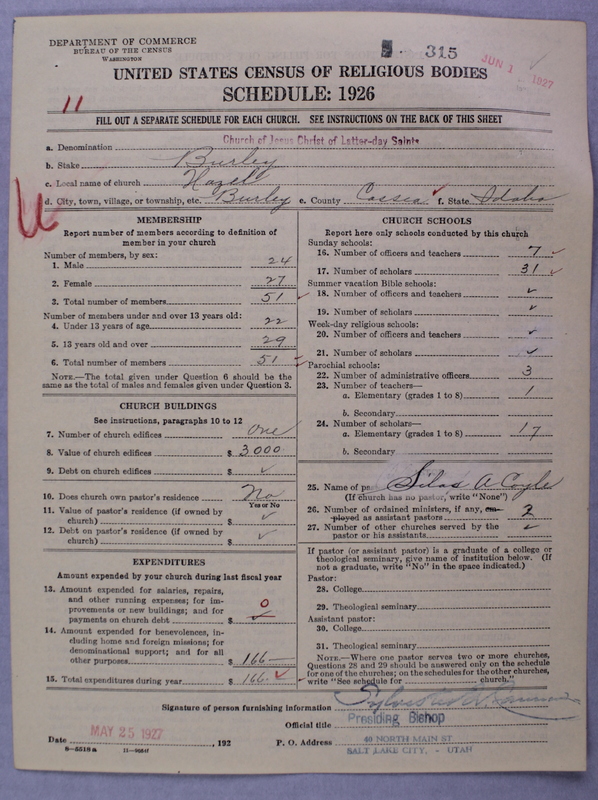 DEPARTMENT OF COMMERCE
BUREAU OF THE CENSUS
WASHINGTON
315
JUN 1 1927
UNITED STATES CENSUS OF RELIGIOUS BODIES
SCHEDULE: 1926
11
FILL OUT A SEPARATE SCHEDULE FOR EACH CHURCH. SEE INSTRUCTIONS ON THE BACK OF THIS SHEET
a. Denomination Church of Jesus Christ of Latter-day Saints
b. Stake Burley
c. Local name of church Hazel
d. City, town, village, or township, etc. Burley e. County Cassia f. State Idaho
MEMBERSHIP
Report number of members according to definition of
member in your church
Number of members, by sex:
1. Male 24
2. Female 27
3. Total number of members 51
Number of members under and over 13 years old:
4. Under 13 years of age 22
5. 13 years old and over 29
6. Total number of members 51
NOTE.—The total given under Question 6 should be the
same as the total of males and females given under Question 3.
CHURCH BUILDINGS
See instructions, paragraphs 10 to 12
7. Number of church edifices one
8. Value of church edifices $ 3000
9. Debt on church edifices $ ✓
10. Does church own pastor's residence No
Yes or No
11. Value of pastor's residence (if owned by
church) $ ✓
12. Debt on pastor's residence (if owned by
church) $ ✓
EXPENDITURES
Amount expended by your church during last fiscal year
13. Amount expended for salaries, repairs,
and other running expenses; for im-
provements or new buildings; and for
payments on church debt $ 0
14. Amount expended for benevolences, in-
cluding home and foreign missions; for
denominational support; and for all
other purposes $ 166
15. Total expenditures during year $ 166
CHURCH SCHOOLS
Report here only schools conducted by this church
Sunday schools:
16. Number of officers and teachers 7
17. Number of scholars 31
Summer vacation Bible schools:
18. Number of officers and teachers ✓
19. Number of scholars ✓
Week-day religious schools:
20. Number of officers and teachers ✓
21. Number of scholars ✓
Parochial schools:
22. Number of administrative officers 3
23. Number of teachers—
a. Elementary (grades 1 to 8) 1
b. Secondary
24. Number of scholars—
a. Elementary (grades 1 to 8) 17
b. Secondary
25. Name of pas Silas A Coyle
(If church has no pastor, write "None")
26. Number of ordained ministers, if any, em-
ployed as assistant pastors 2
27. Number of other churches served by the
pastor or his assistants ✓
If pastor (or assistant pastor) is a graduate of a college or
theological seminary, give name of institution below. (If
not a graduate, write "No" in the space indicated.)
Pastor:
28. College
29. Theological seminary
Assistant pastor:
30. College
31. Theological seminary
NOTE.—Where one pastor serves two or more churches,
Questions 28 and 29 should be answered only on the schedule
for one of the churches; on the schedules for the other churches,
write "See schedule for church."
Signature of person furnishing information Sylvester Q. Cannon
Official title Presiding Bishop
Date MAY 25 1927, 192 P. O. Address 40 NORTH MAIN ST
SALT LAKE CITY, - UTAH
8-5518a